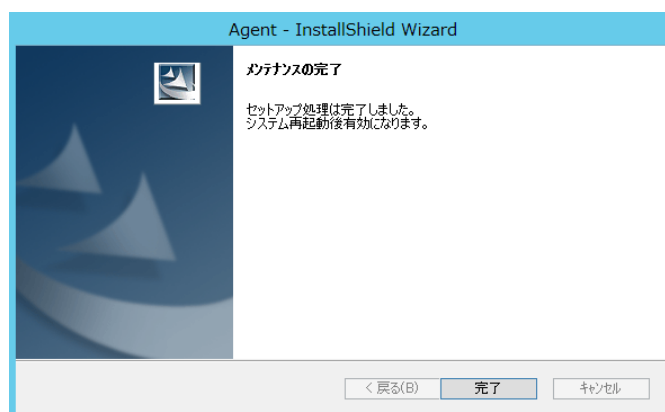 Agent - InstallShield Wizard
メンテナンスの完了
セットアップ処理は完了しました。
システム再起動後有効になります。
< 戻る(B)
完了
キャンセル